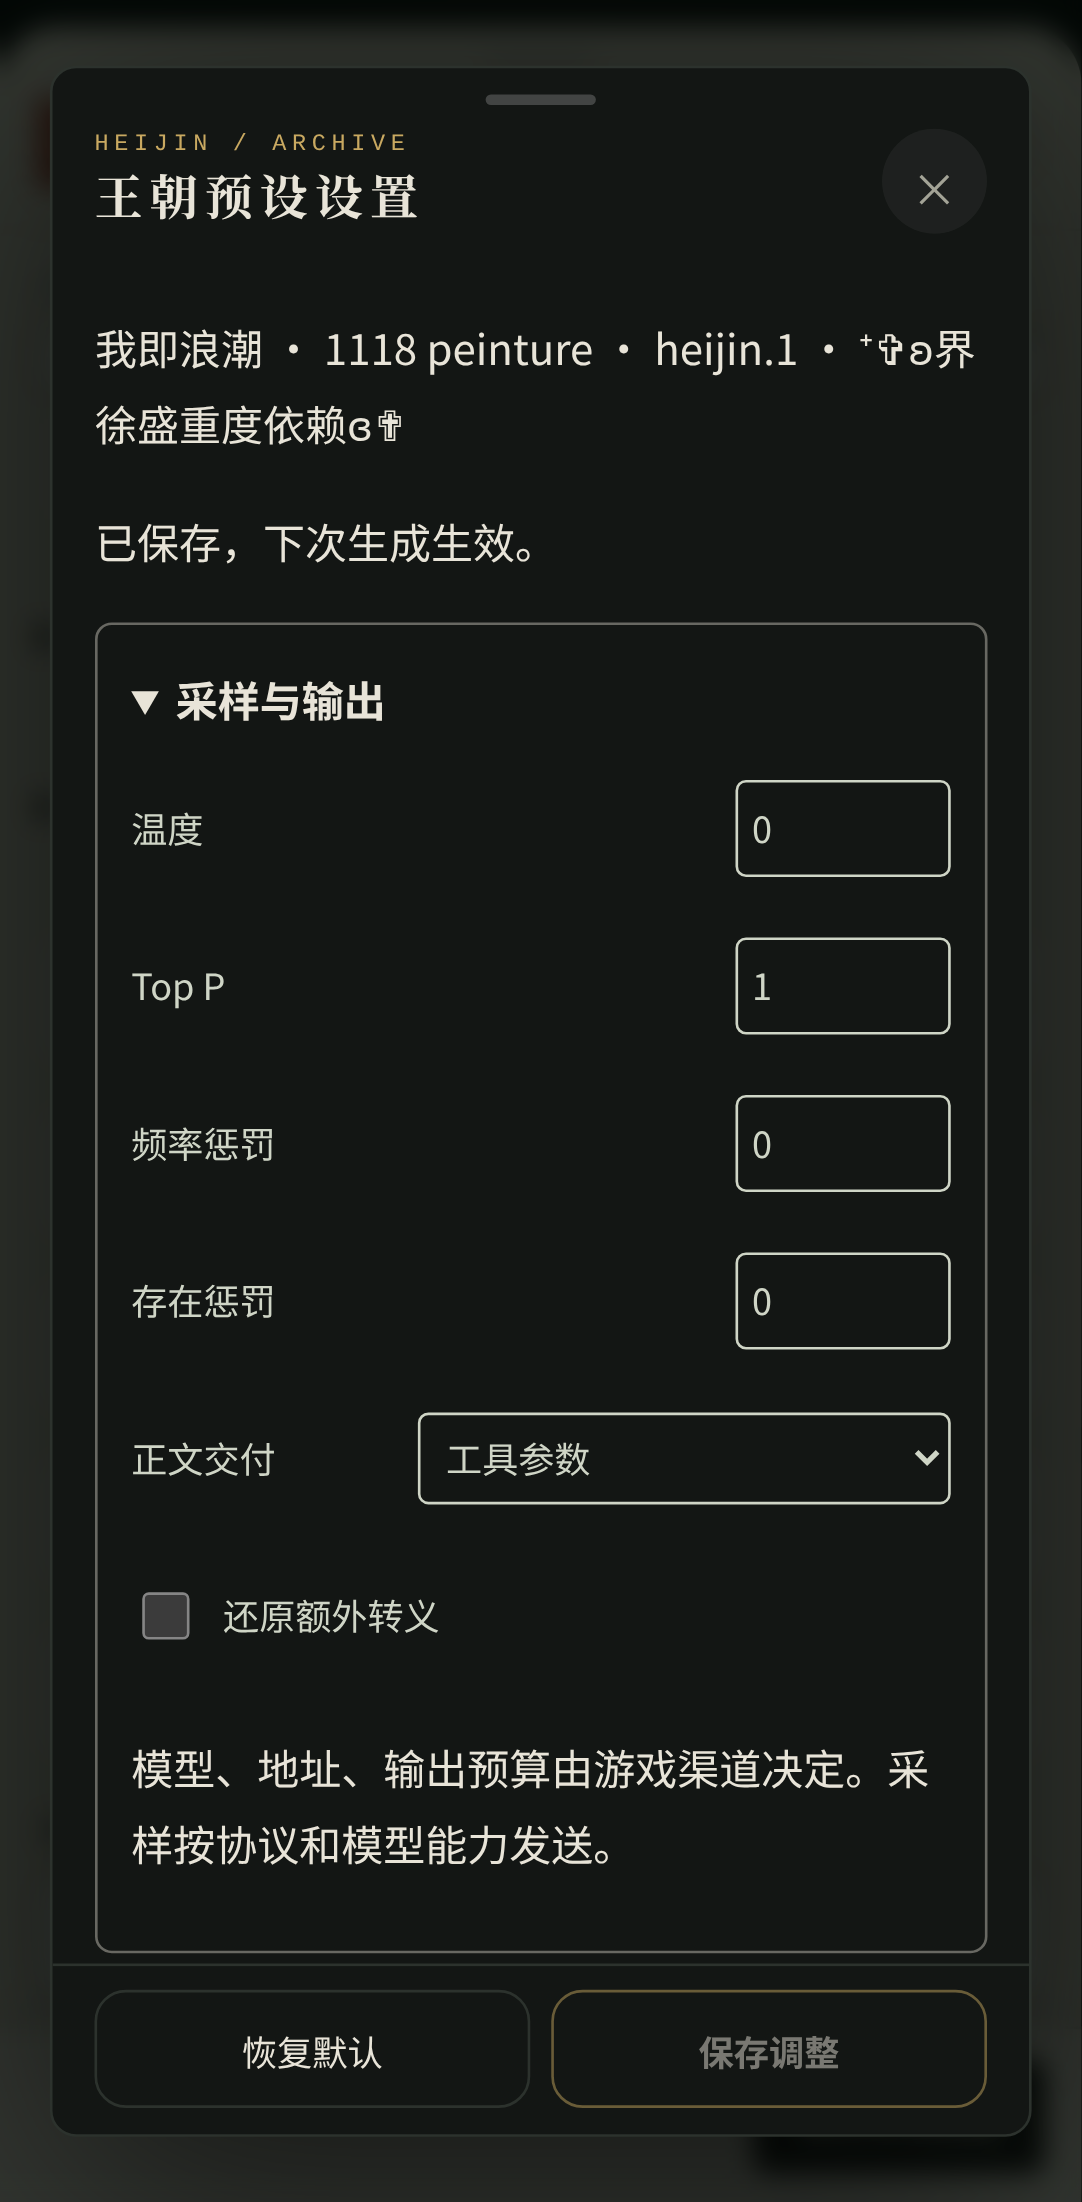 HEIJIN / ARCHIVE
王朝预设设置
我即浪潮 · 1118 peinture · heijin.1 · ⁺✞ʚ界
徐盛重度依赖ɞ✟
已保存，下次生成生效。
▼ 采样与输出
温度 0
Top P 1
频率惩罚 0
存在惩罚 0
正文交付 工具参数
还原额外转义
模型、地址、输出预算由游戏渠道决定。采
样按协议和模型能力发送。
恢复默认 保存调整